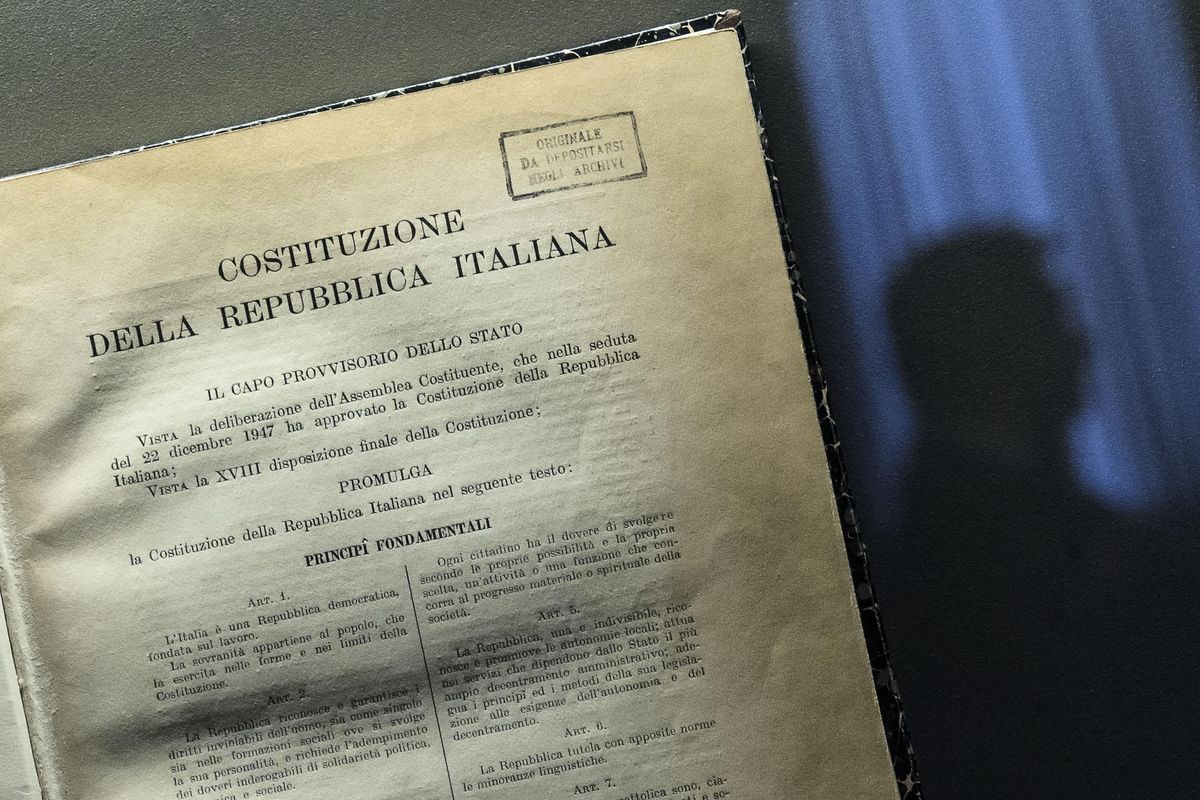 ORIGINALE
DA DEPOSITARSI
NEGLI ARCHIVI
COSTITUZIONE
DELLA REPUBBLICA ITALIANA
IL CAPO PROVVISORIO DELLO STATO
VISTA la deliberazione dell'Assemblea Costituente, che nella seduta
del 22 dicembre 1947 ha approvato la Costituzione della Repubblica
Italiana;
VISTA la XVIII disposizione finale della Costituzione;
PROMULGA
la Costituzione della Repubblica Italiana nel seguente testo:
PRINCIPÎ FONDAMENTALI
ART. 1.
L'Italia è una Repubblica democratica,
fondata sul lavoro.
La sovranità appartiene al popolo, che
la esercita nelle forme e nei limiti della
Costituzione.
ART. 2.
La Repubblica riconosce e garantisce i
diritti inviolabili dell'uomo, sia come singolo
sia nelle formazioni sociali ove si svolge
la sua personalità, e richiede l'adempimento
dei doveri inderogabili di solidarietà politica,
e sociale.
Ogni cittadino ha il dovere di svolgere
secondo le proprie possibilità e la propria
scelta, un'attività o una funzione che con-
corra al progresso materiale o spirituale della
società.
ART. 5.
La Repubblica, una e indivisibile, rico-
nosce e promuove le autonomie locali; attua
nei servizi che dipendono dallo Stato il più
ampio decentramento amministrativo; ade-
gua i principî ed i metodi della sua legisla-
zione alle esigenze dell'autonomia e del
decentramento.
ART. 6.
La Repubblica tutela con apposite norme
le minoranze linguistiche.
ART. 7.
cattolica sono, cia-
e so-